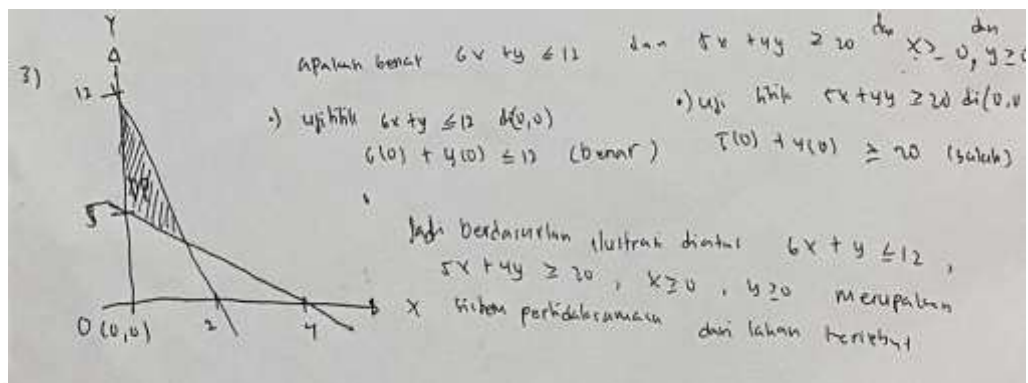 3)
Y
12
5
O (0,0)
2
4
X
apakah benar 6x + y ≤ 12 dan 5x + 4y ≥ 20 dan x ≥ 0, dan y ≥ 0
•) uji titik 6x + y ≤ 12 di(0,0)
6(0) + y(0) ≤ 12 (benar)
•) uji titik 5x + 4y ≥ 20 di(0,0
5(0) + 4(0) ≥ 20 (salah)
Jadi berdasarkan ilustrasi diatas 6x + y ≤ 12,
5x + 4y ≥ 20, x ≥ 0, y ≥ 0 merupakan
sistem pertidaksamaan dari lahan tersebut